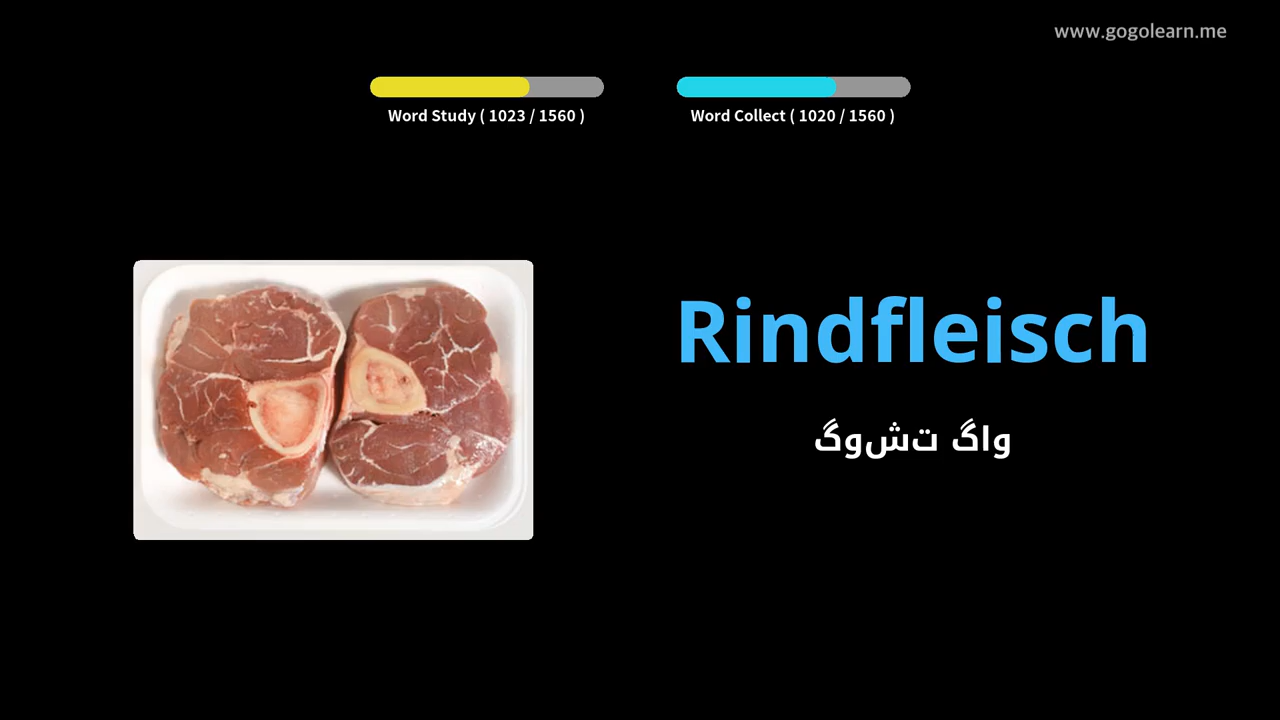 www.gogolearn.me
Word Study ( 1023 / 1560 )
Word Collect ( 1020 / 1560 )
Rindfleisch
واگ تشوگ